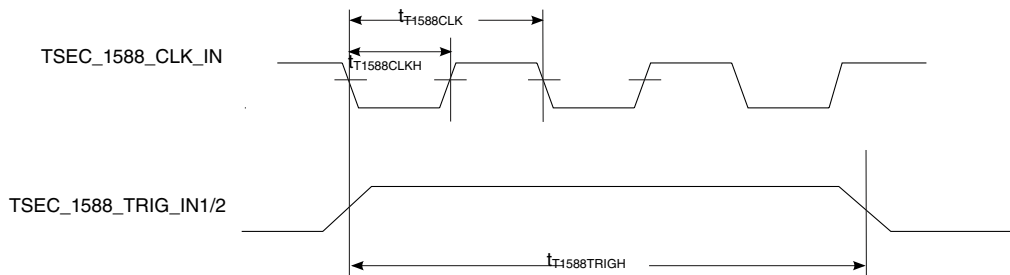 tT1588CLK
TSEC_1588_CLK_IN
tT1588CLKH
TSEC_1588_TRIG_IN1/2
tT1588TRIGH